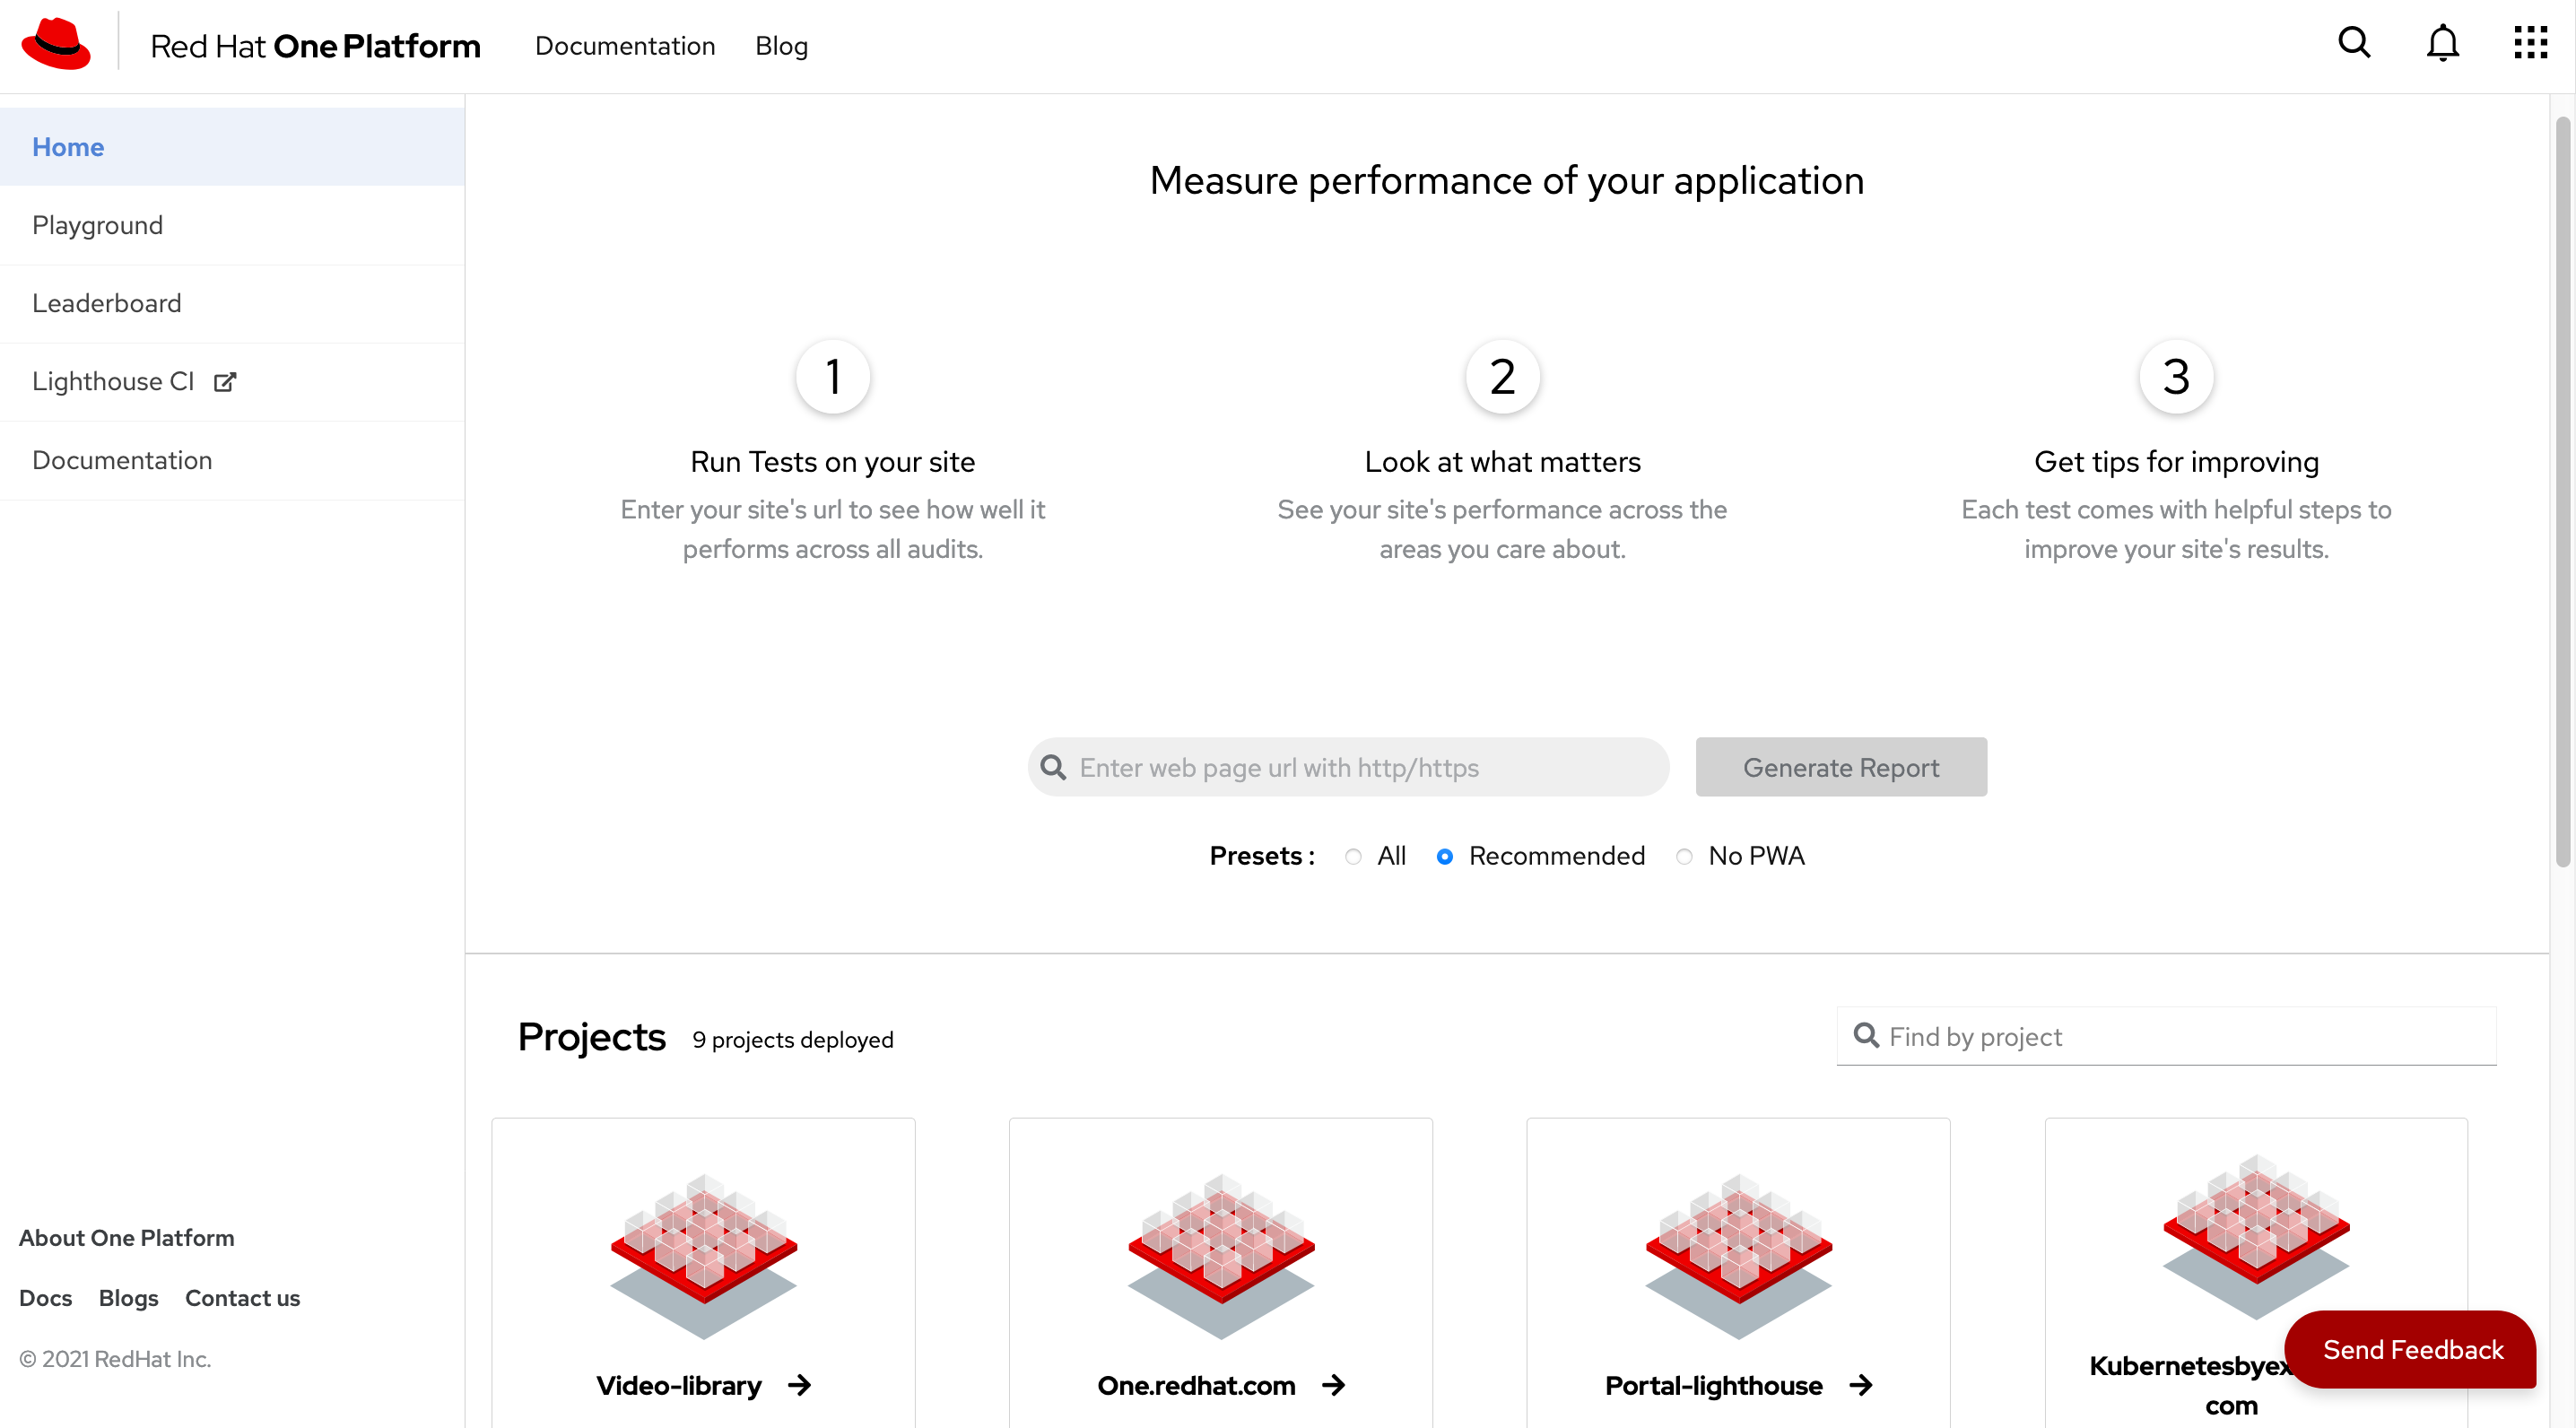 Red Hat One Platform
Documentation
Blog
Home
Playground
Leaderboard
Lighthouse CI
Documentation
About One Platform
Docs
Blogs
Contact us
© 2021 RedHat Inc.
Measure performance of your application
1
Run Tests on your site
Enter your site's url to see how well it
performs across all audits.
2
Look at what matters
See your site's performance across the
areas you care about.
3
Get tips for improving
Each test comes with helpful steps to
improve your site's results.
Enter web page url with http/https
Generate Report
Presets :
All
Recommended
No PWA
Projects
9 projects deployed
Find by project
Video-library
One.redhat.com
Portal-lighthouse
com
Send Feedback